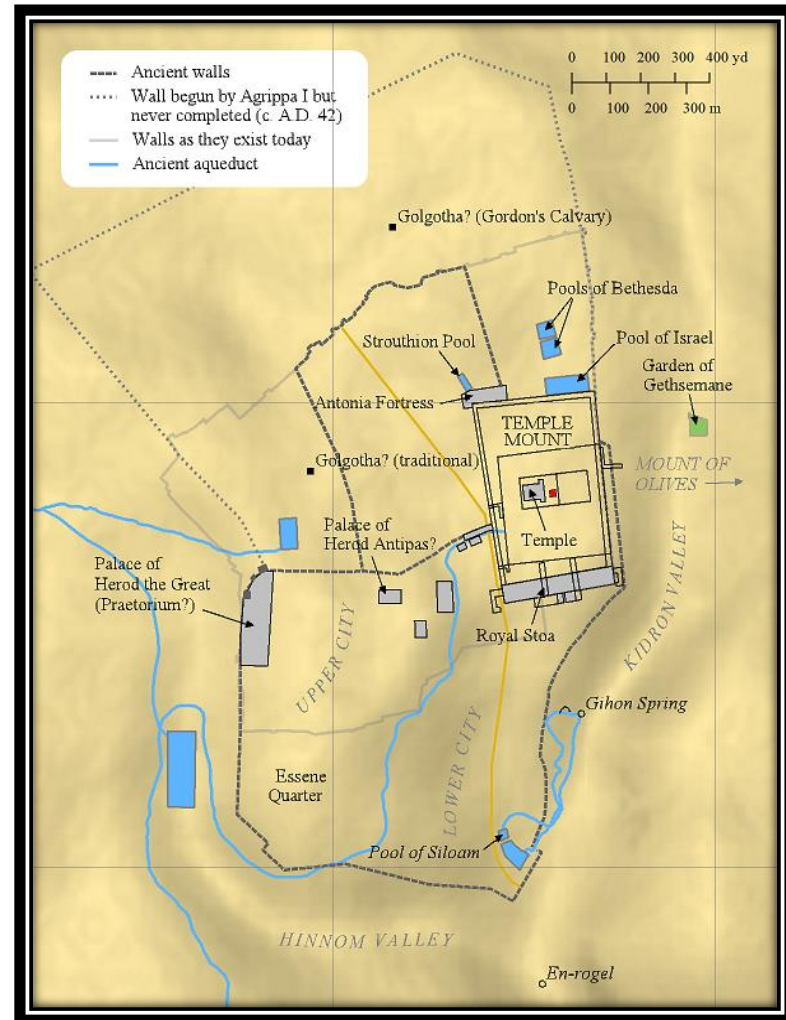 Ancient walls
Wall begun by Agrippa I but
never completed (c. A.D. 42)
Walls as they exist today
Ancient aqueduct
0 100 200 300 400 yd
0 100 200 300 m
Golgotha? (Gordon's Calvary)
Pools of Bethesda
Strouthion Pool
Pool of Israel
Garden of
Gethsemane
Antonia Fortress
TEMPLE
MOUNT
Golgotha? (traditional)
MOUNT OF
OLIVES
Palace of
Herod Antipas?
Temple
Palace of
Herod the Great
(Praetorium?)
UPPER CITY
Royal Stoa
KIDRON VALLEY
Gihon Spring
LOWER CITY
Essene
Quarter
Pool of Siloam
HINNOM VALLEY
En-rogel